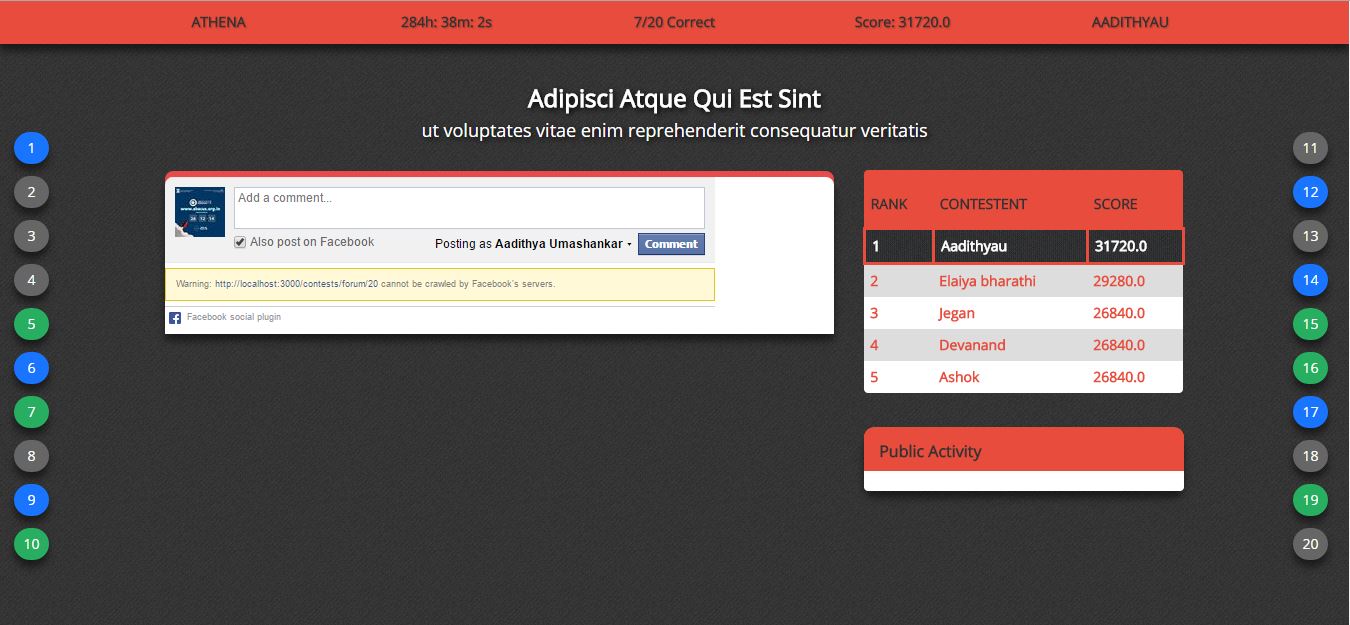 ATHENA 284h: 38m: 2s 7/20 Correct Score: 31720.0 AADITHYAU
Adipisci Atque Qui Est Sint
ut voluptates vitae enim reprehenderit consequatur veritatis
1
2
3
4
5
6
7
8
9
10
Add a comment...
Also post on Facebook Posting as Aadithya Umashankar Comment
Warning: http://localhost:3000/contests/forum/20 cannot be crawled by Facebook's servers.
Facebook social plugin
RANK CONTESTENT SCORE
1 Aadithyau 31720.0
2 Elaiya bharathi 29280.0
3 Jegan 26840.0
4 Devanand 26840.0
5 Ashok 26840.0
Public Activity
11
12
13
14
15
16
17
18
19
20